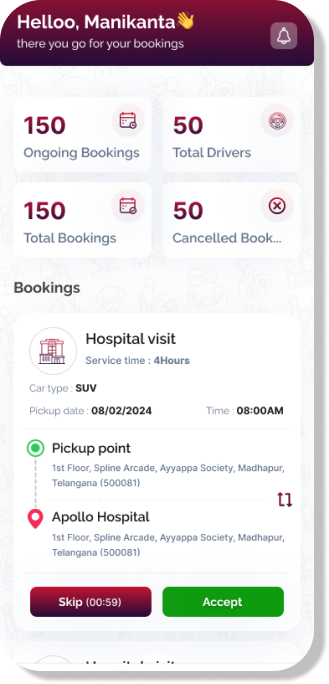 Helloo, Manikanta👋
there you go for your bookings
150
Ongoing Bookings
50
Total Drivers
150
Total Bookings
50
Cancelled Book...
Bookings
Hospital visit
Service time : 4Hours
Car type : SUV
Pickup date : 08/02/2024
Time : 08:00AM
Pickup point
1st Floor, Spline Arcade, Ayyappa Society, Madhapur,
Telangana (500081)
Apollo Hospital
1st Floor, Spline Arcade, Ayyappa Society, Madhapur,
Telangana (500081)
Skip (00:59)
Accept